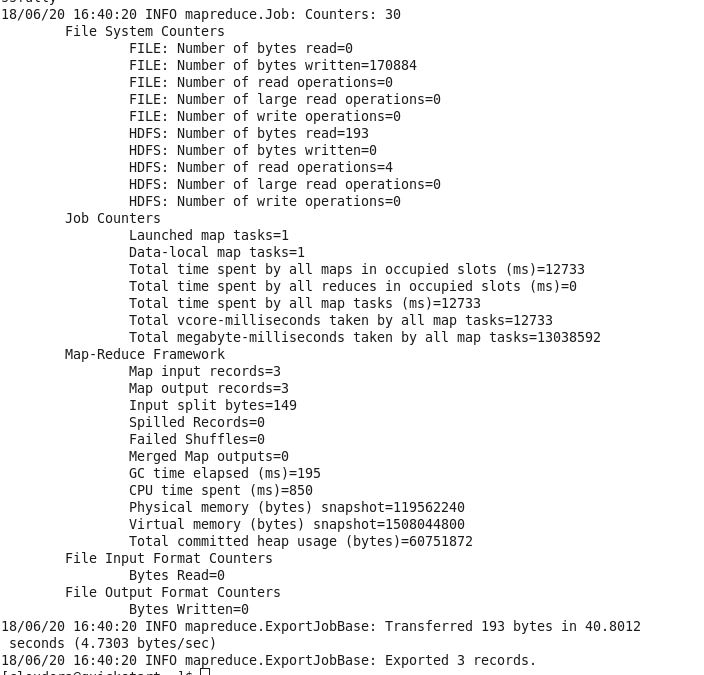 18/06/20 16:40:20 INFO mapreduce.Job: Counters: 30
File System Counters
FILE: Number of bytes read=0
FILE: Number of bytes written=170884
FILE: Number of read operations=0
FILE: Number of large read operations=0
FILE: Number of write operations=0
HDFS: Number of bytes read=193
HDFS: Number of bytes written=0
HDFS: Number of read operations=4
HDFS: Number of large read operations=0
HDFS: Number of write operations=0
Job Counters
Launched map tasks=1
Data-local map tasks=1
Total time spent by all maps in occupied slots (ms)=12733
Total time spent by all reduces in occupied slots (ms)=0
Total time spent by all map tasks (ms)=12733
Total vcore-milliseconds taken by all map tasks=12733
Total megabyte-milliseconds taken by all map tasks=13038592
Map-Reduce Framework
Map input records=3
Map output records=3
Input split bytes=149
Spilled Records=0
Failed Shuffles=0
Merged Map outputs=0
GC time elapsed (ms)=195
CPU time spent (ms)=850
Physical memory (bytes) snapshot=119562240
Virtual memory (bytes) snapshot=1508044800
Total committed heap usage (bytes)=60751872
File Input Format Counters
Bytes Read=0
File Output Format Counters
Bytes Written=0
18/06/20 16:40:20 INFO mapreduce.ExportJobBase: Transferred 193 bytes in 40.8012
seconds (4.7303 bytes/sec)
18/06/20 16:40:20 INFO mapreduce.ExportJobBase: Exported 3 records.